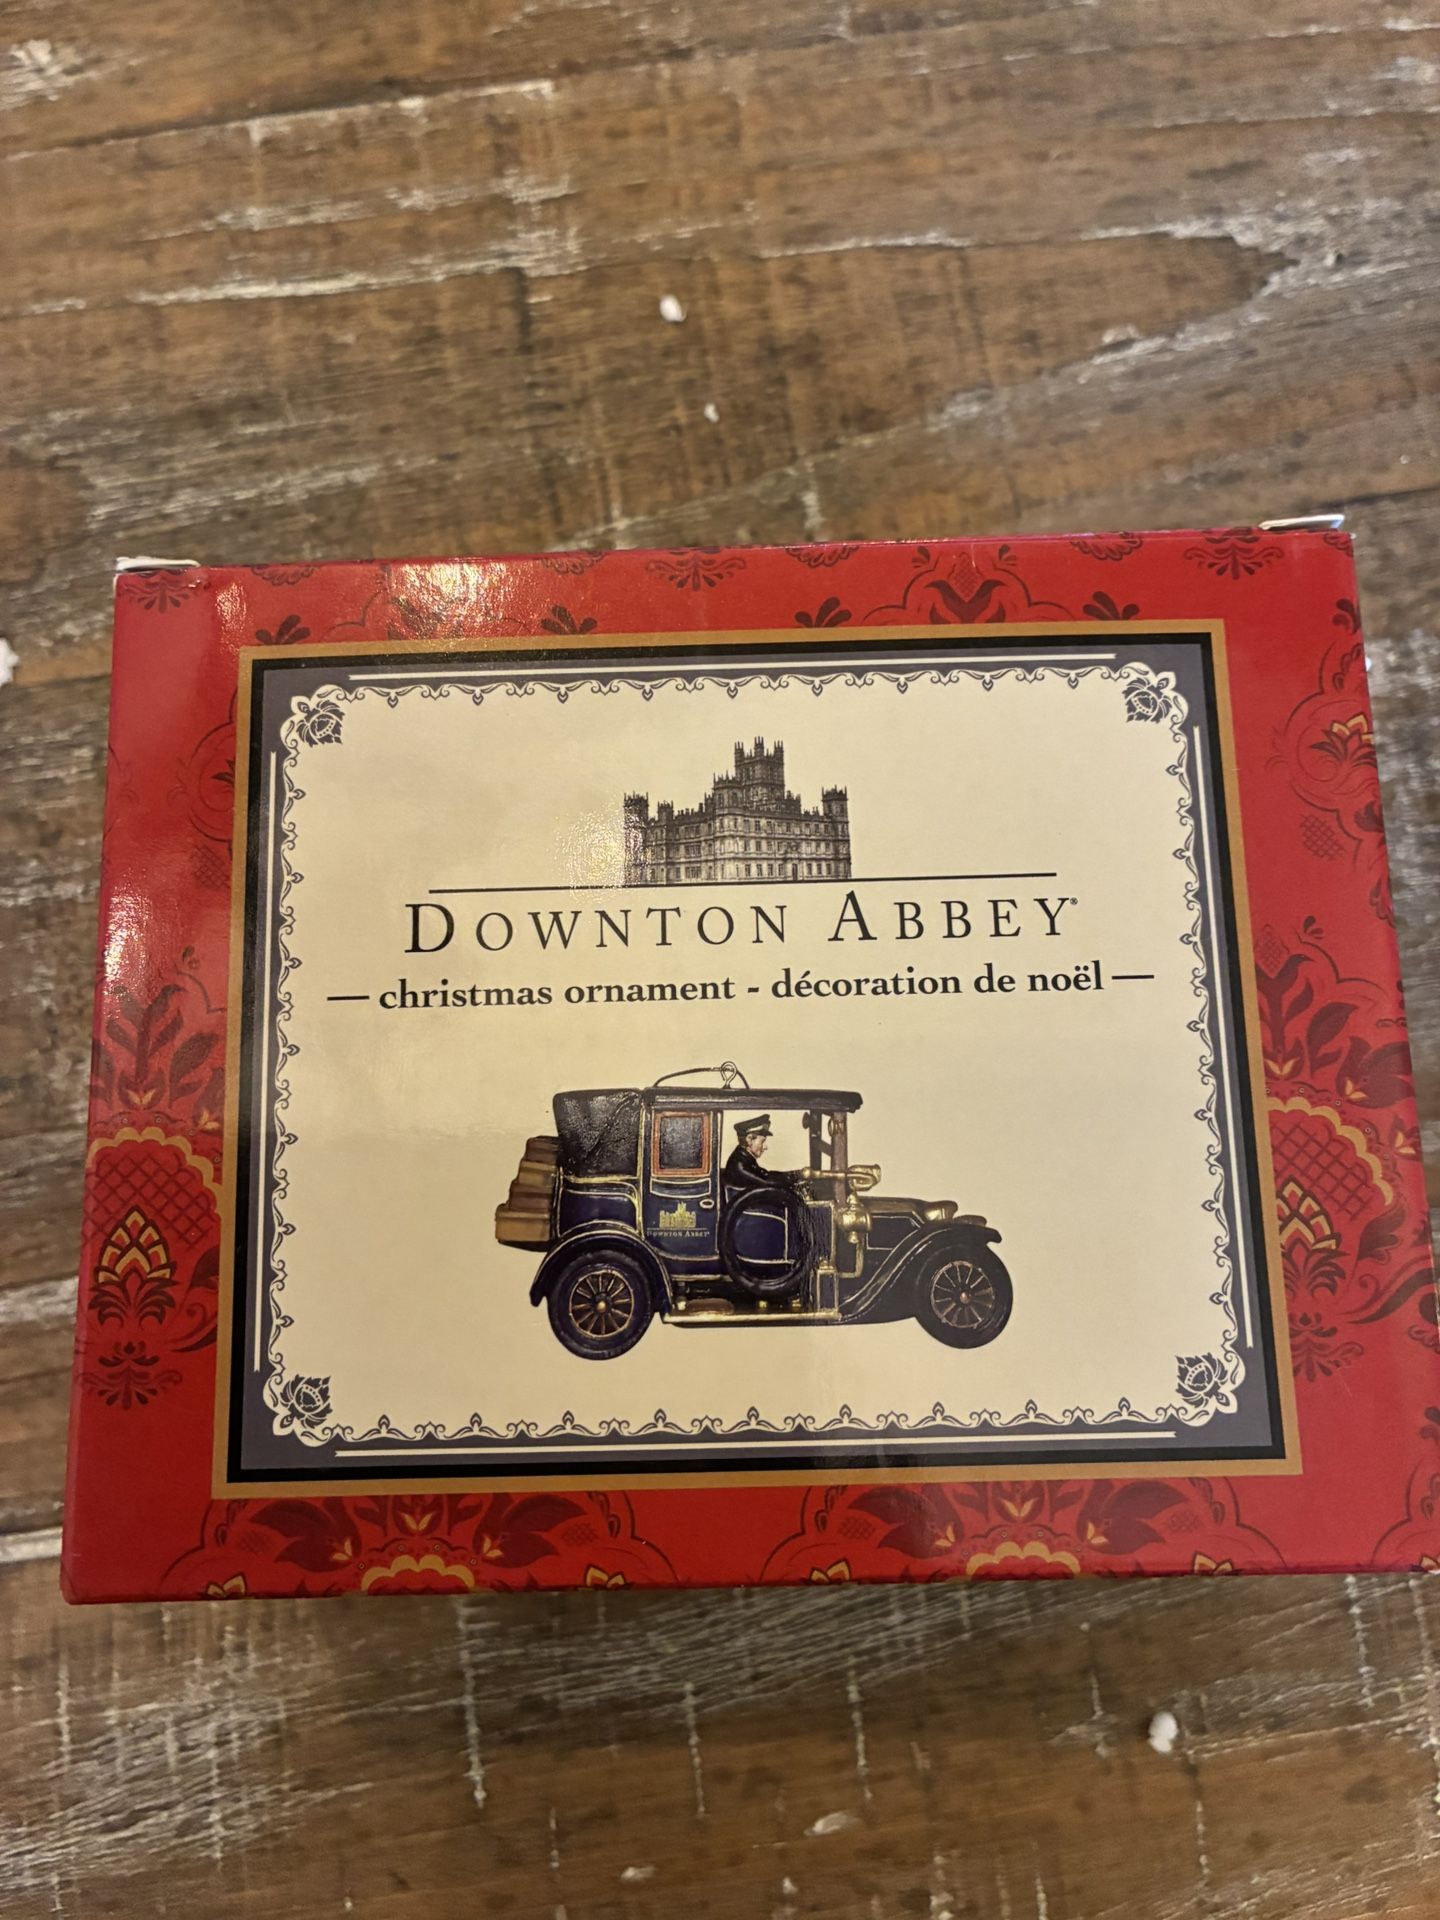 DOWNTON ABBEY®
— christmas ornament - décoration de noël —
DOWNTON ABBEY